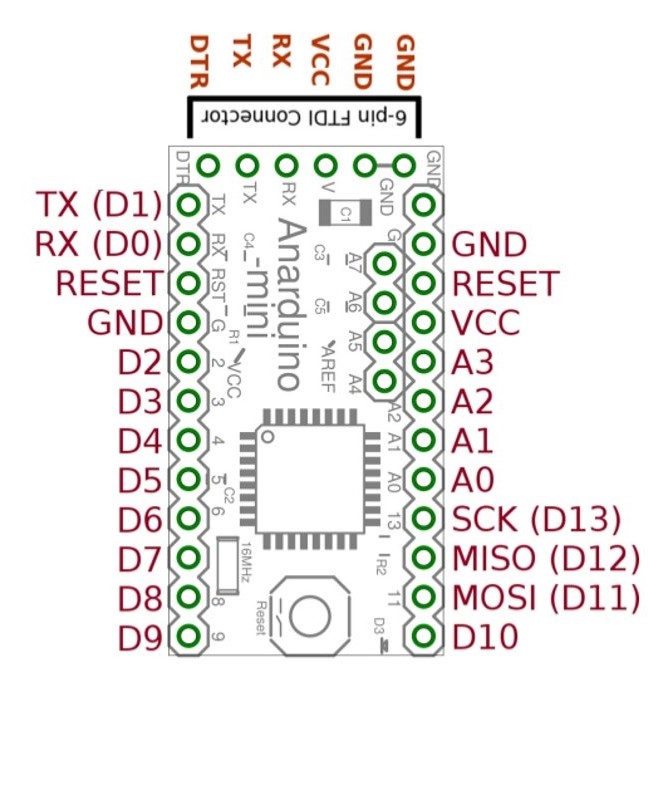 DTR
TX
RX
VCC
GND
GND
6-pin FTDI Connector
DTR
TX
RX
V
GND
GND
TX (D1)
RX (D0)
RESET
GND
D2
D3
D4
D5
D6
D7
D8
D9
TX
RX
RST
G
2
3
4
5
6
8
9
C4
R1
VCC
C2
16MHz
Reset
Anarduino
-mini
C1
C3
C5
AREF
A7
A6
A5
A4
G
A2
A1
A0
13
R2
11
D3
GND
RESET
VCC
A3
A2
A1
A0
SCK (D13)
MISO (D12)
MOSI (D11)
D10